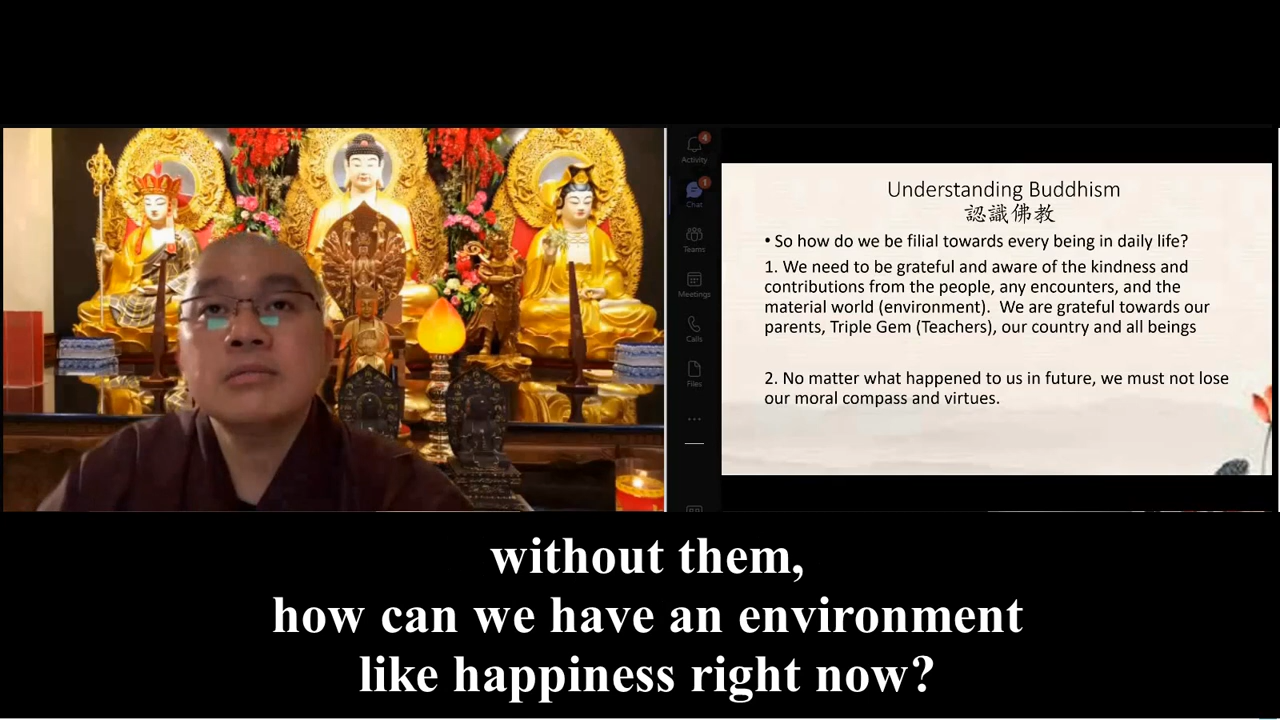 Activity
4
Chat
1
Teams
Meetings
Calls
Files
Understanding Buddhism
認識佛教
• So how do we be filial towards every being in daily life?
1. We need to be grateful and aware of the kindness and
contributions from the people, any encounters, and the
material world (environment).  We are grateful towards our
parents, Triple Gem (Teachers), our country and all beings
2. No matter what happened to us in future, we must not lose
our moral compass and virtues.
without them,
how can we have an environment
like happiness right now?